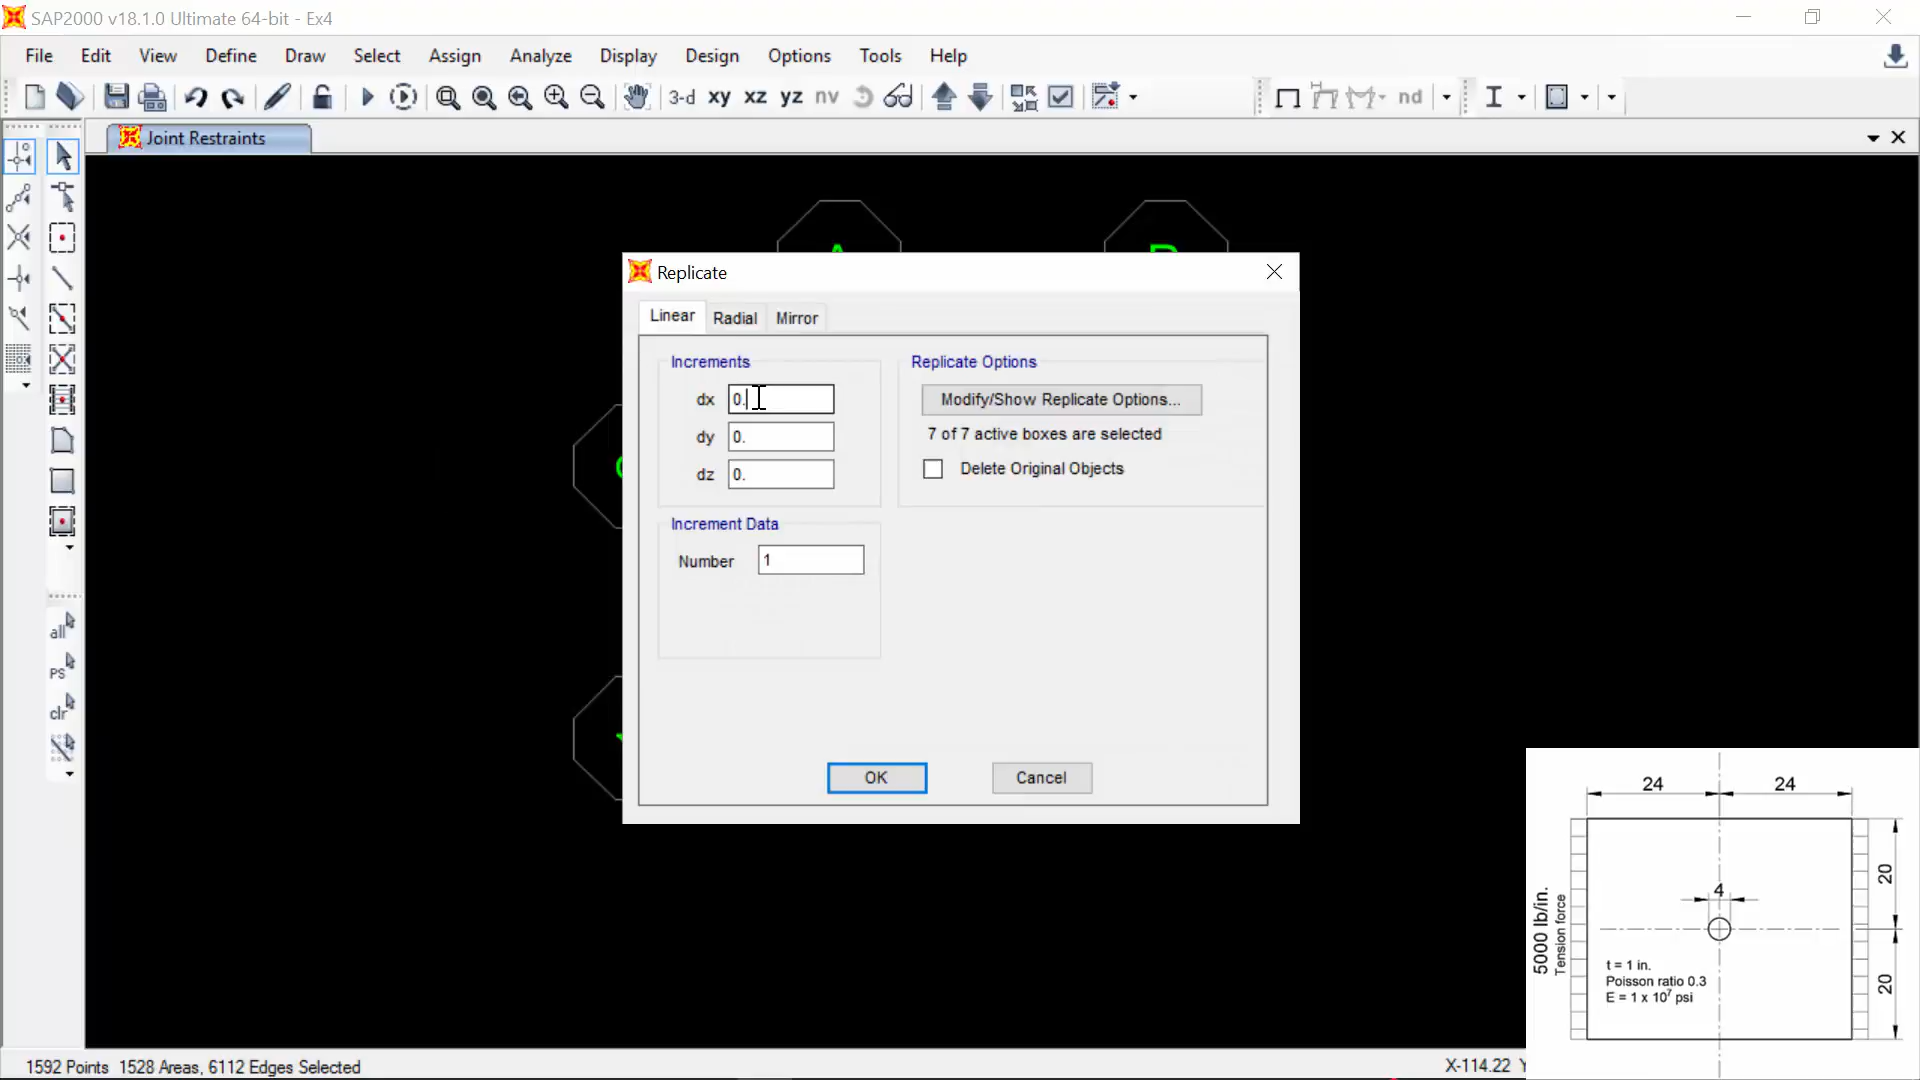 SAP2000 v18.1.0 Ultimate 64-bit - Ex4
File Edit View Define Draw Select Assign Analyze Display Design Options Tools Help
3-d xy xz yz nv nd
Joint Restraints
Replicate
Linear Radial Mirror
Increments
dx 0.
dy 0.
dz 0.
Replicate Options
Modify/Show Replicate Options...
7 of 7 active boxes are selected
Delete Original Objects
Increment Data
Number 1
OK Cancel
all
PS
clr
24 24
4
20
20
5000 lb/in.
Tension force
t = 1 in.
Poisson ratio 0.3
E = 1 x 10⁷ psi
1592 Points 1528 Areas, 6112 Edges Selected
X-114.22